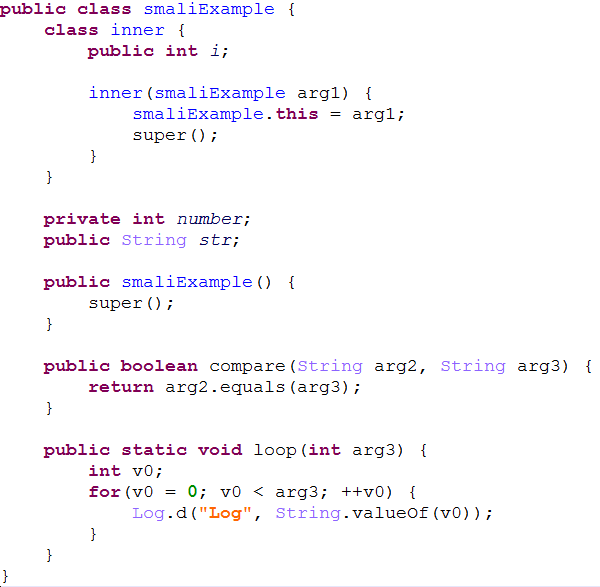 public class smaliExample {
    class inner {
        public int i;

        inner(smaliExample arg1) {
            smaliExample.this = arg1;
            super();
        }
    }

    private int number;
    public String str;

    public smaliExample() {
        super();
    }

    public boolean compare(String arg2, String arg3) {
        return arg2.equals(arg3);
    }

    public static void loop(int arg3) {
        int v0;
        for(v0 = 0; v0 < arg3; ++v0) {
            Log.d("Log", String.valueOf(v0));
        }
    }
}